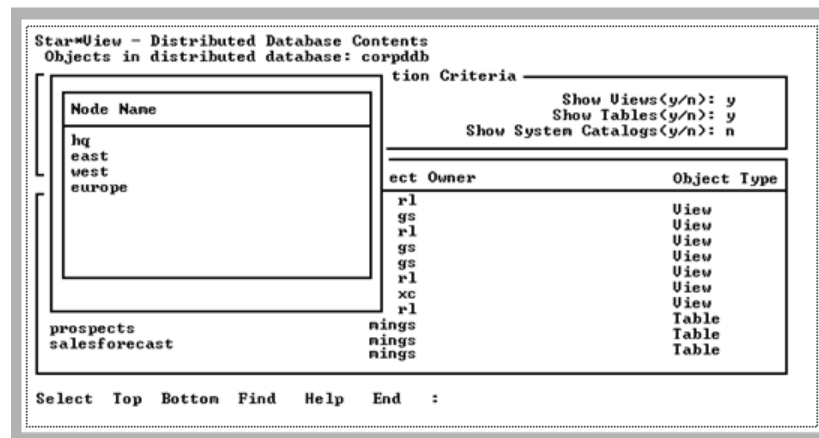 Star*View - Distributed Database Contents
Objects in distributed database: corpddb
tion Criteria
Show Views(y/n): y
Show Tables(y/n): y
Show System Catalogs(y/n): n
Node Name
hq
east
west
europe
ect Owner Object Type
rl View
gs View
rl View
gs View
gs View
rl View
xc View
rl Table
prospects mings Table
salesforecast mings Table
mings
Select Top Bottom Find Help End :